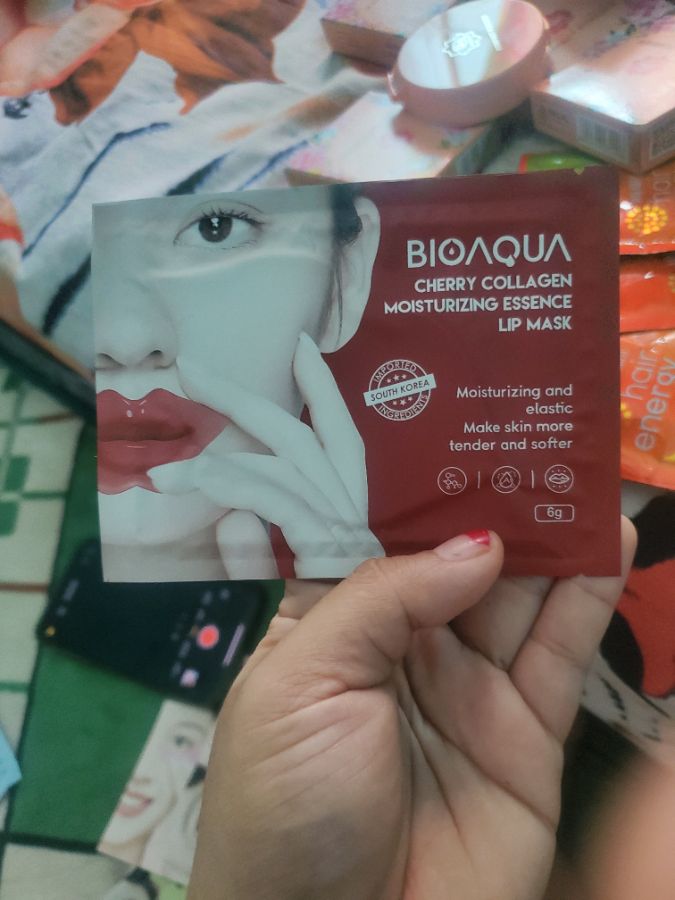 BIOAQUA
CHERRY COLLAGEN
MOISTURIZING ESSENCE
LIP MASK
IMPORTED
SOUTH KOREA
INGREDIENTS
Moisturizing and
elastic
Make skin more
tender and softer
6g
hair
energy